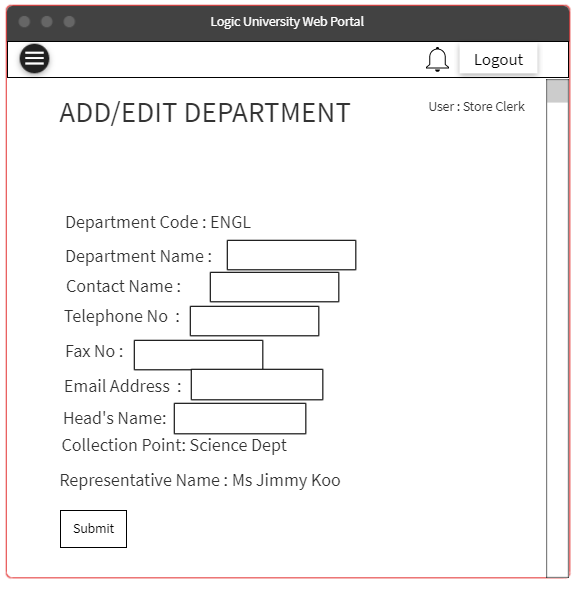 Logic University Web Portal
Logout
ADD/EDIT DEPARTMENT
User : Store Clerk
Department Code : ENGL
Department Name :
Contact Name :
Telephone No :
Fax No :
Email Address :
Head's Name:
Collection Point: Science Dept
Representative Name : Ms Jimmy Koo
Submit